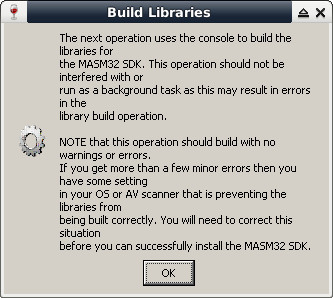 Build Libraries
The next operation uses the console to build the
libraries for
the MASM32 SDK. This operation should not be
interfered with or
run as a background task as this may result in errors
in the
library build operation.
NOTE that this operation should build with no
warnings or errors.
If you get more than a few minor errors then you
have some setting
in your OS or AV scanner that is preventing the
libraries from
being built correctly. You will need to correct this
situation
before you can successfully install the MASM32 SDK.
OK